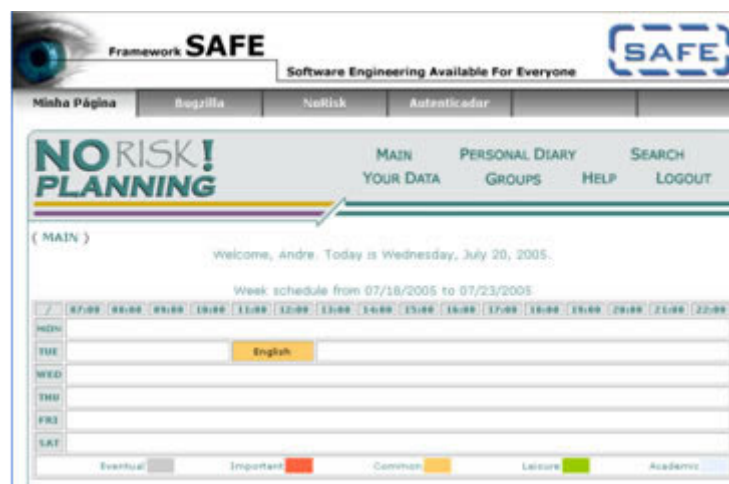 Framework SAFE
Software Engineering Available For Everyone
SAFE
Minha Página Bugzilla NoRisk Autenticador
NO RISK!
PLANNING
MAIN PERSONAL DIARY SEARCH
YOUR DATA GROUPS HELP LOGOUT
( MAIN )
Welcome, Andre. Today is Wednesday, July 20, 2005.
Week schedule from 07/18/2005 to 07/23/2005
/ 07:00 08:00 09:00 10:00 11:00 12:00 13:00 14:00 15:00 16:00 17:00 18:00 19:00 20:00 21:00 22:00
MON
TUE English
WED
THU
FRI
SAT
Eventual Important Common Leisure Academic